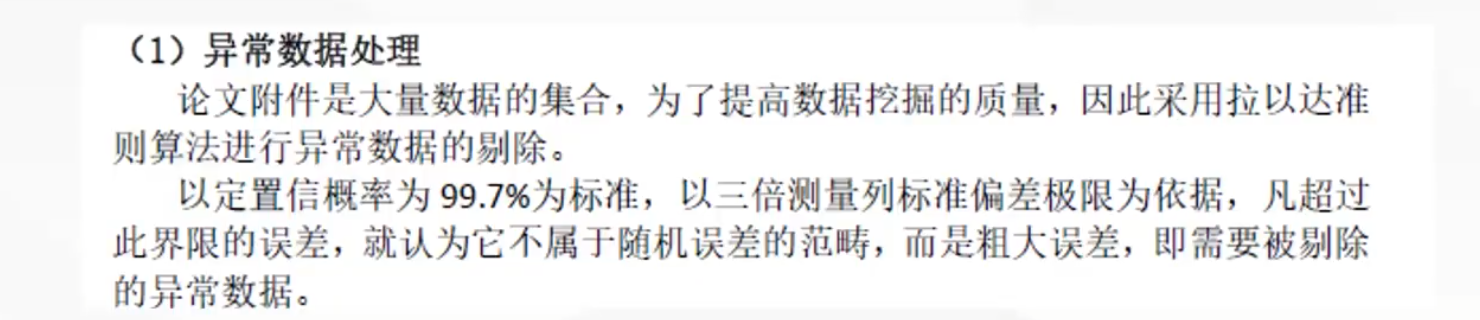 （1）异常数据处理
论文附件是大量数据的集合，为了提高数据挖掘的质量，因此采用拉以达准
则算法进行异常数据的剔除。
以定置信概率为 99.7%为标准，以三倍测量列标准偏差极限为依据，凡超过
此界限的误差，就认为它不属于随机误差的范畴，而是粗大误差，即需要被剔除
的异常数据。